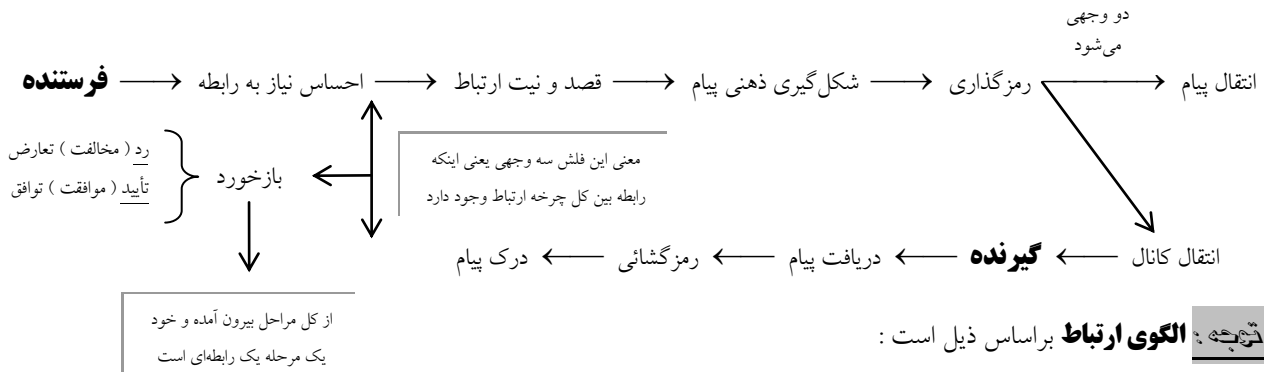 دو وجهی
می‌شود
فرستنده ⟶ احساس نیاز به رابطه ⟶ قصد و نیت ارتباط ⟶ شکل‌گیری ذهنی پیام ⟶ رمزگذاری ⟶ انتقال پیام
رد ( مخالفت ) تعارض
تأیید ( موافقت ) توافق
بازخورد
معنی این فلش سه وجهی یعنی اینکه
رابطه بین کل چرخه ارتباط وجود دارد
انتقال کانال ⟵ گیرنده ⟵ دریافت پیام ⟵ رمزگشائی ⟵ درک پیام
از کل مراحل بیرون آمده و خود
یک مرحله یک رابطه‌ای است
توجه : الگوی ارتباط براساس ذیل است :